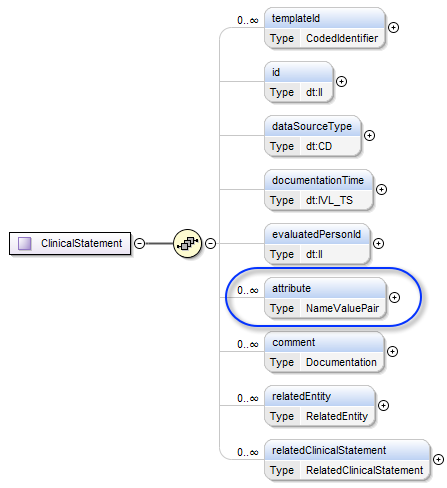 0..∞
templateId
Type CodedIdentifier
id
Type dt:II
dataSourceType
Type dt:CD
documentationTime
Type dt:IVL_TS
ClinicalStatement
evaluatedPersonId
Type dt:II
0..∞
attribute
Type NameValuePair
0..∞
comment
Type Documentation
0..∞
relatedEntity
Type RelatedEntity
0..∞
relatedClinicalStatement
Type RelatedClinicalStatement